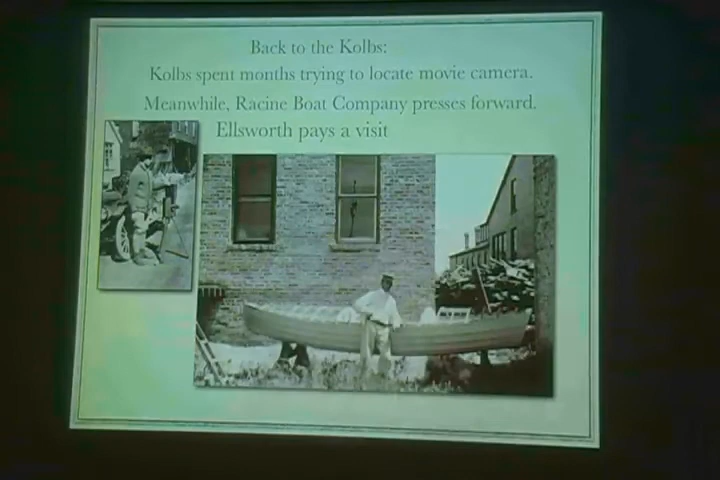 Back to the Kolbs:
Kolbs spent months trying to locate movie camera.
Meanwhile, Racine Boat Company presses forward.
Ellsworth pays a visit